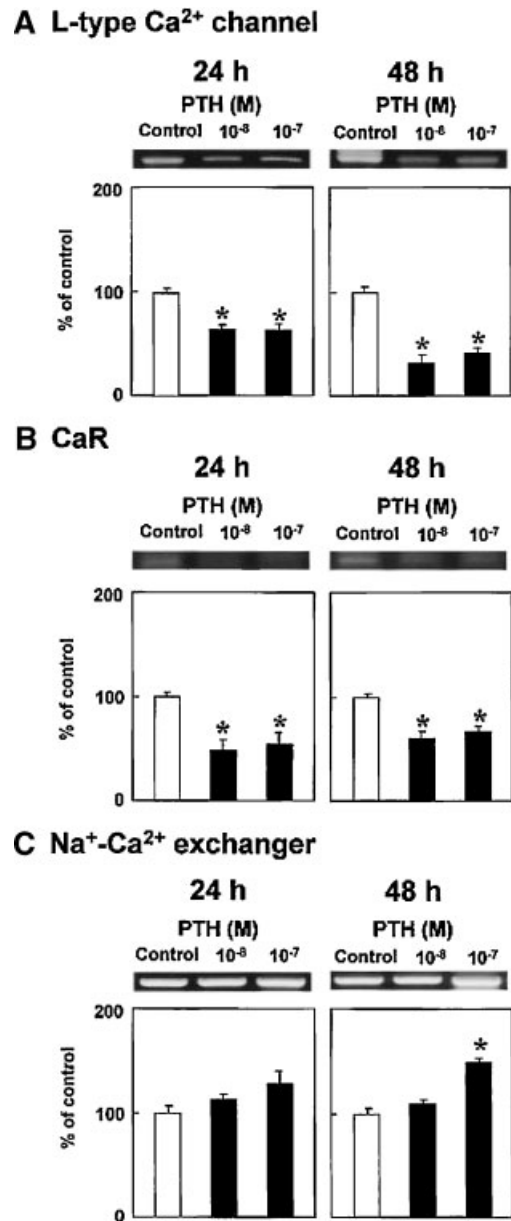 A L-type Ca²⁺ channel
24 h 48 h
PTH (M) PTH (M)
Control 10⁻⁸ 10⁻⁷ Control 10⁻⁸ 10⁻⁷
200
100
0
% of control
* * * *
B CaR
24 h 48 h
PTH (M) PTH (M)
Control 10⁻⁸ 10⁻⁷ Control 10⁻⁸ 10⁻⁷
200
100
0
% of control
* * * *
C Na⁺-Ca²⁺ exchanger
24 h 48 h
PTH (M) PTH (M)
Control 10⁻⁸ 10⁻⁷ Control 10⁻⁸ 10⁻⁷
200
100
0
% of control
*